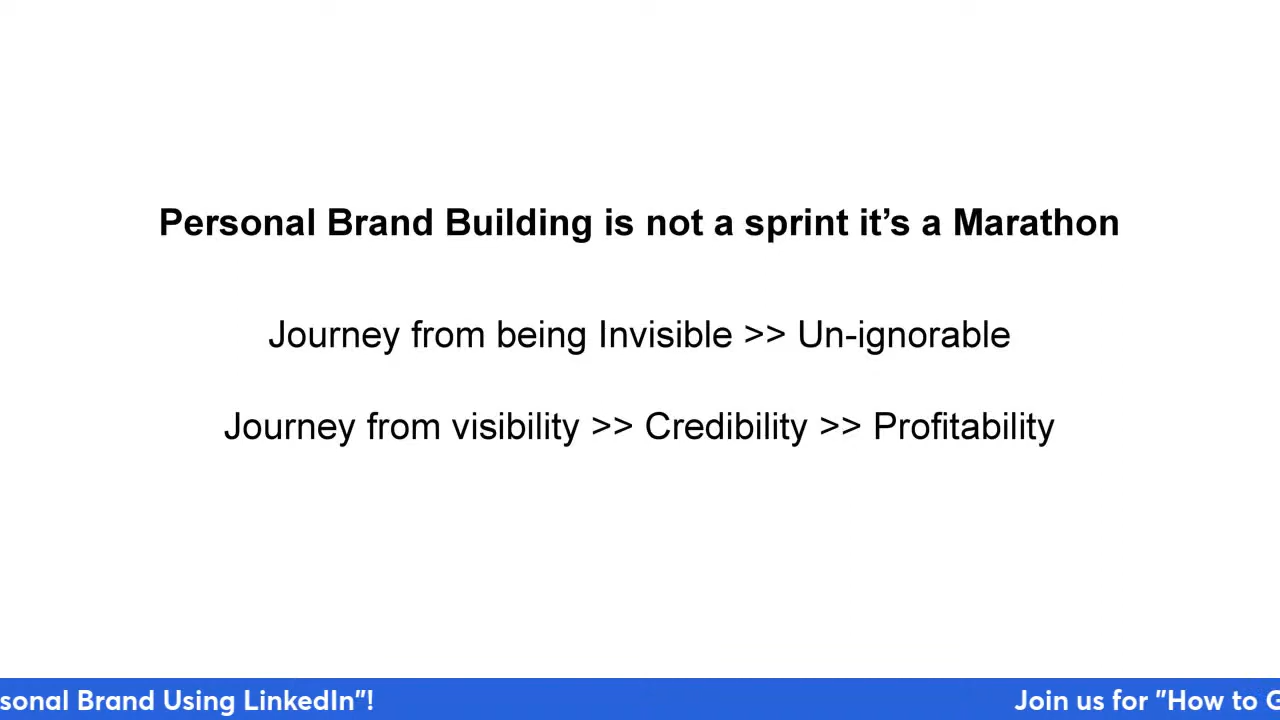 Personal Brand Building is not a sprint it’s a Marathon
Journey from being Invisible >> Un-ignorable
Journey from visibility >> Credibility >> Profitability
sonal Brand Using LinkedIn"! Join us for "How to G